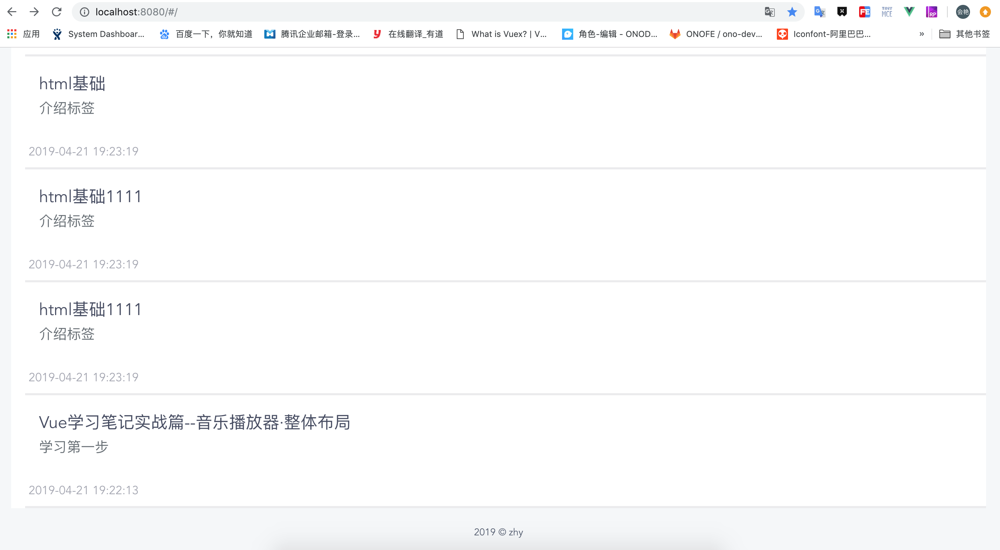 localhost:8080/#/
会艳
应用 System Dashboar... 百度一下，你就知道 腾讯企业邮箱-登录... 在线翻译_有道 What is Vuex? | V... 角色-编辑 - ONOD... ONOFE / ono-dev... Iconfont-阿里巴巴... » 其他书签
html基础
介绍标签
2019-04-21 19:23:19
html基础1111
介绍标签
2019-04-21 19:23:19
html基础1111
介绍标签
2019-04-21 19:23:19
Vue学习笔记实战篇--音乐播放器·整体布局
学习第一步
2019-04-21 19:22:13
2019 © zhy